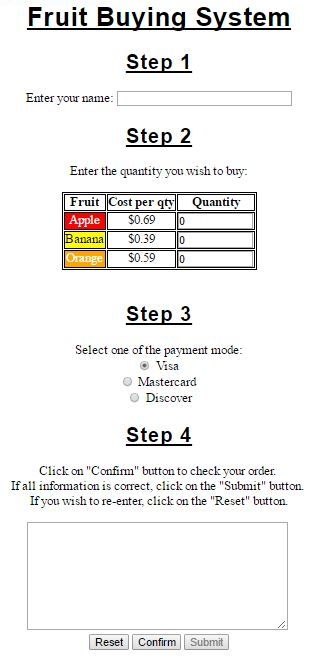 Fruit Buying System
Step 1
Enter your name:
Step 2
Enter the quantity you wish to buy:
Fruit Cost per qty Quantity
Apple $0.69 0
Banana $0.39 0
Orange $0.59 0
Step 3
Select one of the payment mode:
Visa
Mastercard
Discover
Step 4
Click on "Confirm" button to check your order.
If all information is correct, click on the "Submit" button.
If you wish to re-enter, click on the "Reset" button.
Reset Confirm Submit